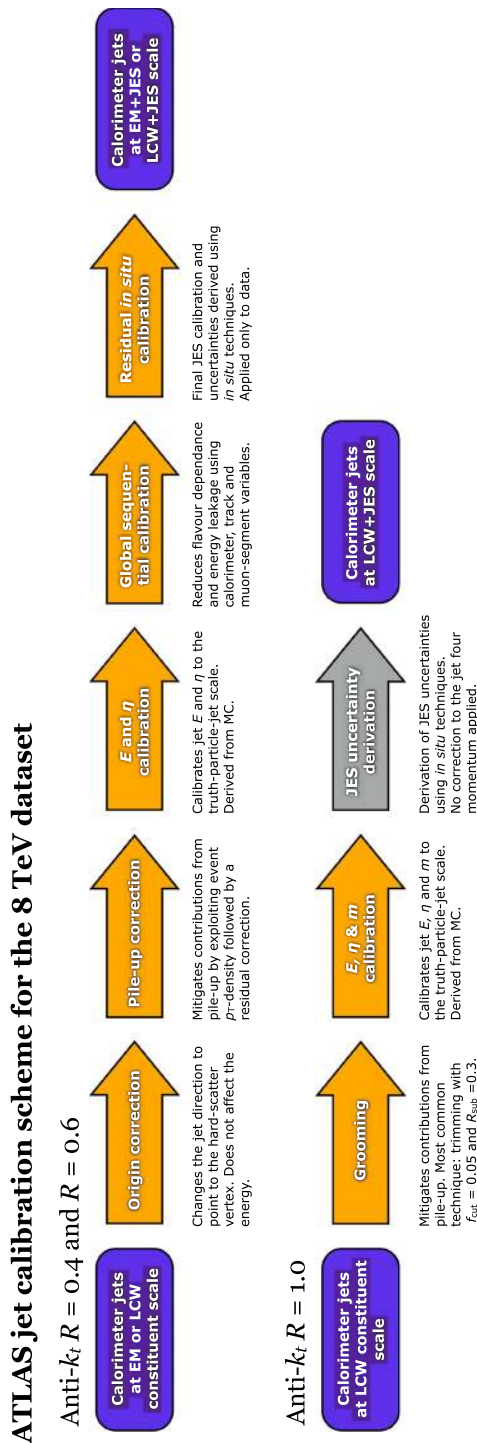 ATLAS jet calibration scheme for the 8 TeV dataset
Anti-kt R = 0.4 and R = 0.6
Calorimeter jets
at EM or LCW
constituent scale
Origin correction
Changes the jet direction to
point to the hard-scatter
vertex. Does not affect the
energy.
Pile-up correction
Mitigates contributions from
pile-up by exploiting event
pT-density followed by a
residual correction.
E and η
calibration
Calibrates jet E and η to the
truth-particle-jet scale.
Derived from MC.
Global sequen-
tial calibration
Reduces flavour dependance
and energy leakage using
calorimeter, track and
muon-segment variables.
Residual in situ
calibration
Final JES calibration and
uncertainties derived using
in situ techniques.
Applied only to data.
Calorimeter jets
at EM+JES or
LCW+JES scale
Anti-kt R = 1.0
Calorimeter jets
at LCW constituent
scale
Grooming
Mitigates contributions from
pile-up. Most common
technique: trimming with
fcut = 0.05 and Rsub =0.3.
E, η & m
calibration
Calibrates jet E, η and m to
the truth-particle-jet scale.
Derived from MC.
JES uncertainty
derivation
Derivation of JES uncertainties
using in situ techniques.
No correction to the jet four
momentum applied.
Calorimeter jets
at LCW+JES scale